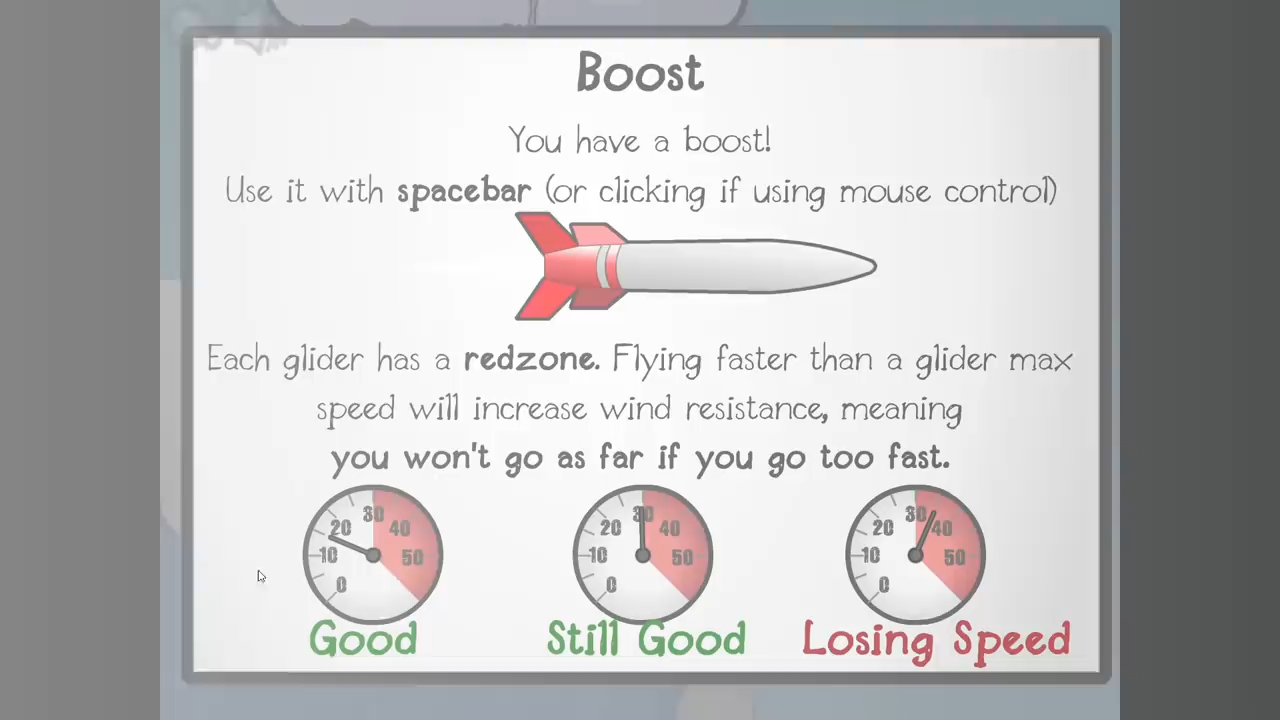 Boost
You have a boost!
Use it with spacebar (or clicking if using mouse control)
Each glider has a redzone. Flying faster than a glider max
speed will increase wind resistance, meaning
you won't go as far if you go too fast.
0 10 20 30 40 50
0 10 20 30 40 50
0 10 20 30 40 50
Good
Still Good
Losing Speed